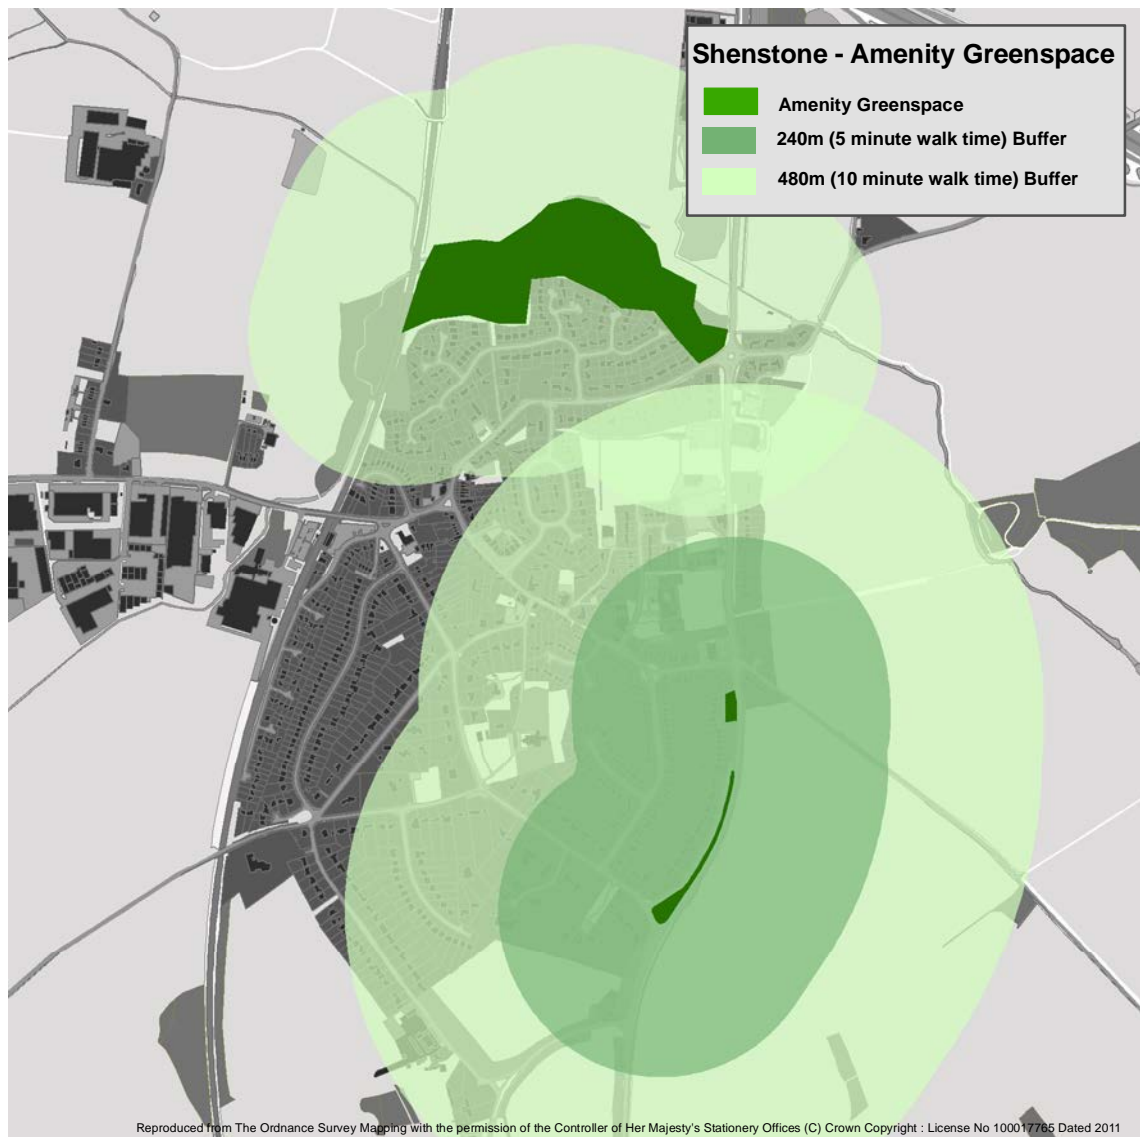 Shenstone - Amenity Greenspace
Amenity Greenspace
240m (5 minute walk time) Buffer
480m (10 minute walk time) Buffer
Reproduced from The Ordnance Survey Mapping with the permission of the Controller of Her Majesty's Stationery Offices (C) Crown Copyright : License No 100017765 Dated 2011